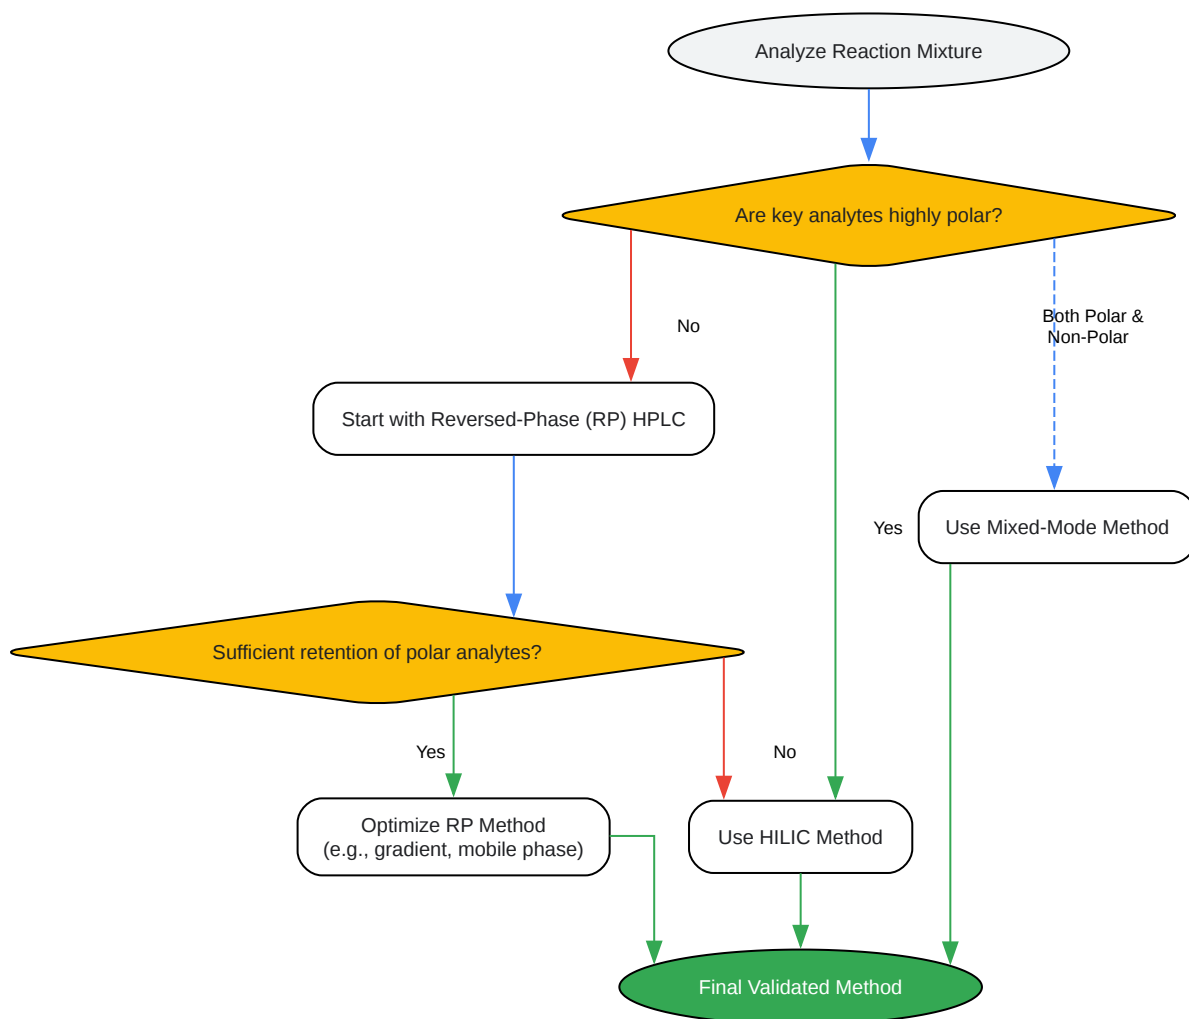 Analyze Reaction Mixture
Are key analytes highly polar?
Both Polar &
Non-Polar
No
Start with Reversed-Phase (RP) HPLC
Yes
Use Mixed-Mode Method
Sufficient retention of polar analytes?
Yes
No
Optimize RP Method
(e.g., gradient, mobile phase)
Use HILIC Method
Final Validated Method